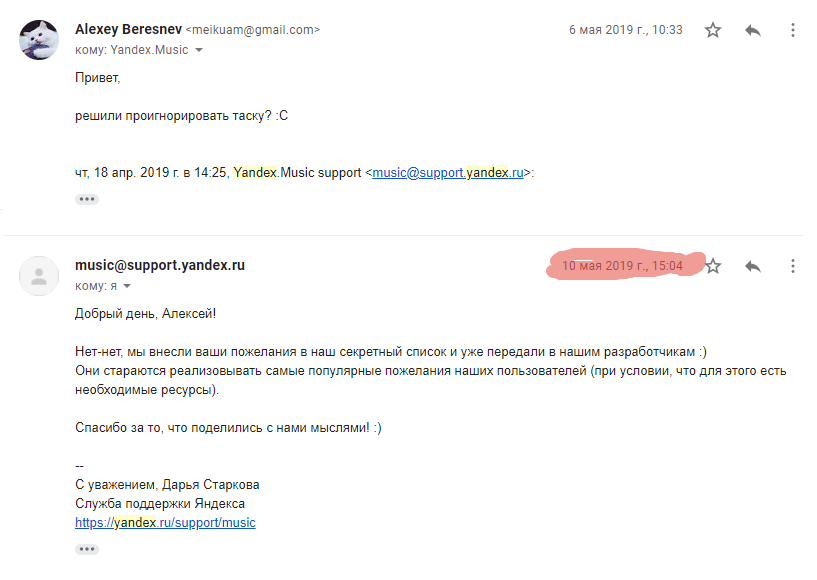 Alexey Beresnev <meikuam@gmail.com> 6 мая 2019 г., 10:33
кому: Yandex.Music
Привет,
решили проигнорировать таску? :C
чт, 18 апр. 2019 г. в 14:25, Yandex.Music support <music@support.yandex.ru>:
music@support.yandex.ru 10 мая 2019 г., 15:04
кому: я
Добрый день, Алексей!
Нет-нет, мы внесли ваши пожелания в наш секретный список и уже передали в нашим разработчикам :)
Они стараются реализовывать самые популярные пожелания наших пользователей (при условии, что для этого есть
необходимые ресурсы).
Спасибо за то, что поделились с нами мыслями! :)
--
С уважением, Дарья Старкова
Служба поддержки Яндекса
https://yandex.ru/support/music